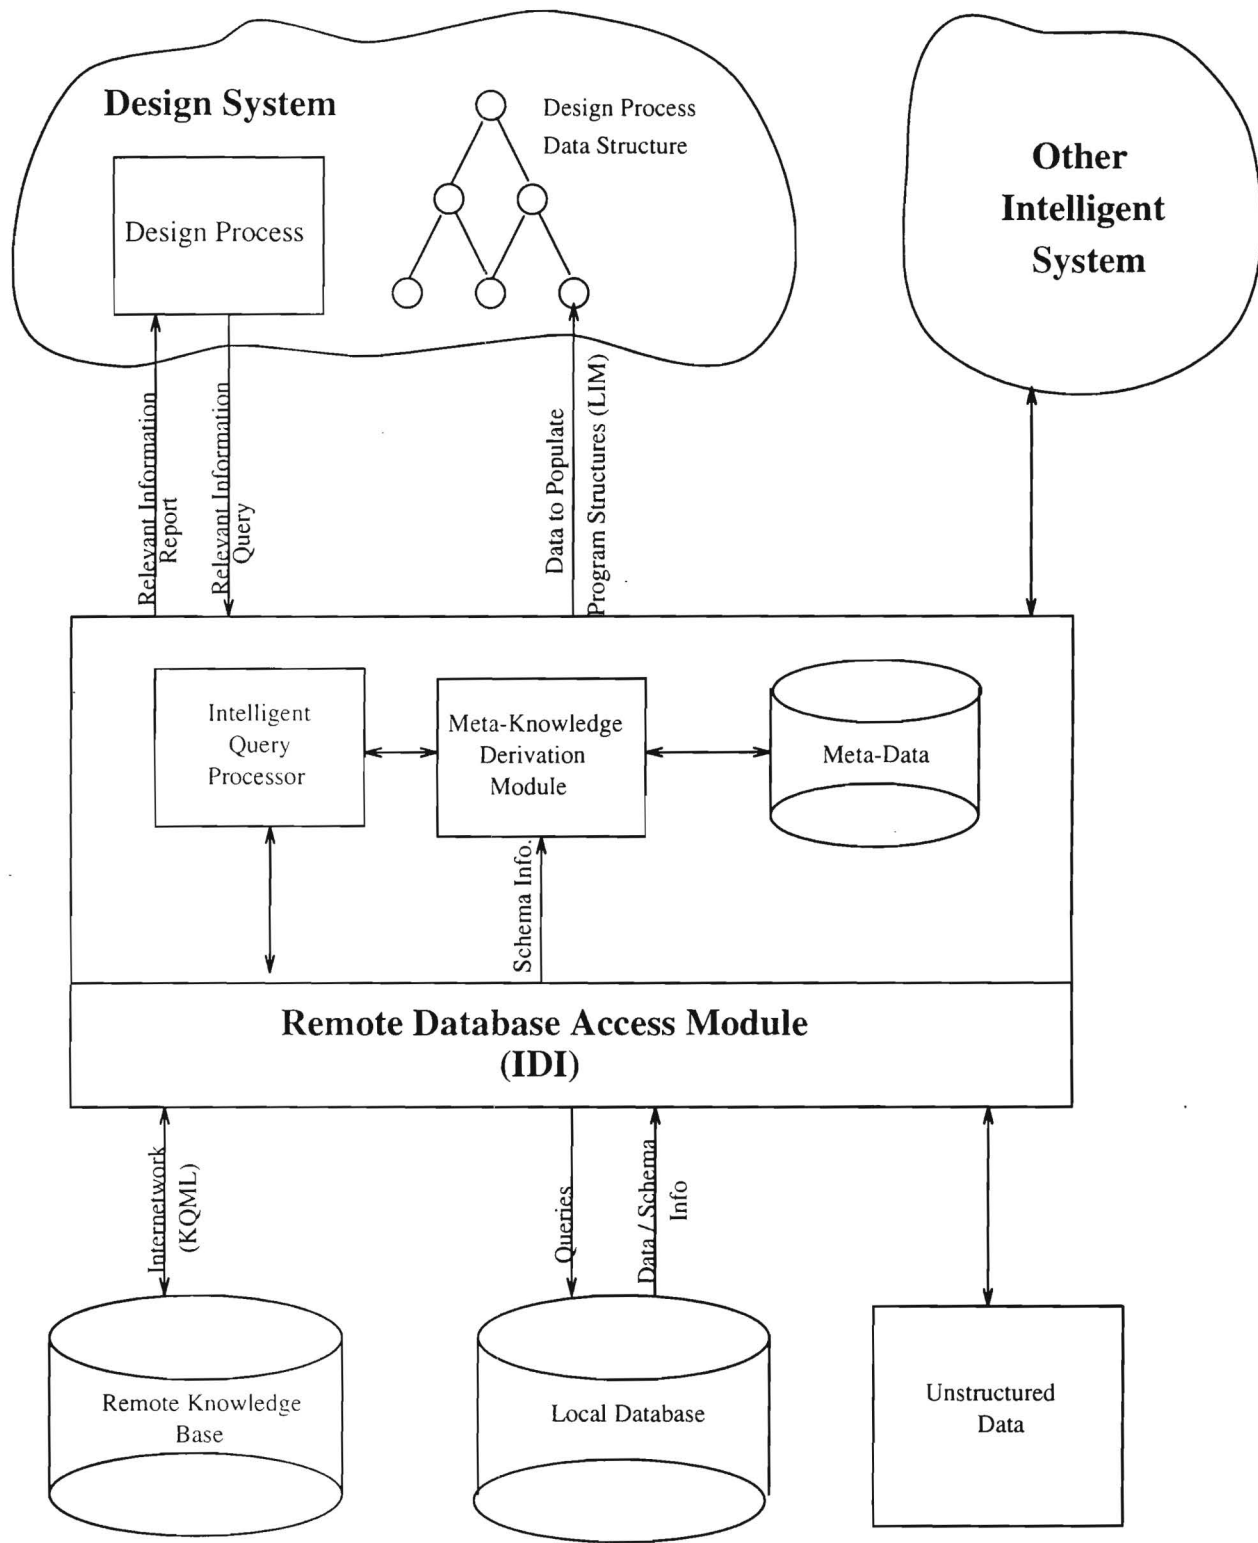 Design System
Design Process
Data Structure
Design Process
Other
Intelligent
System
Relevant Information
Report
Relevant Information
Query
Data to Populate
Program Structures (LIM)
Intelligent
Query
Processor
Meta-Knowledge
Derivation
Module
Meta-Data
Schema Info.
Remote Database Access Module
(IDI)
Internetwork
(KQML)
Queries
Data / Schema
Info
Remote Knowledge
Base
Local Database
Unstructured
Data